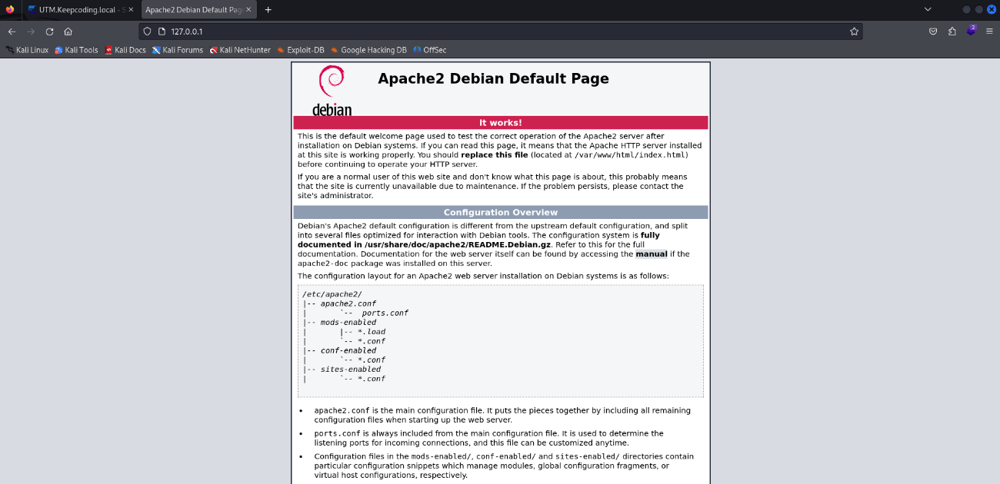 UTM.Keepcoding.local - S
Apache2 Debian Default Page
127.0.0.1
2
Kali Linux
Kali Tools
Kali Docs
Kali Forums
Kali NetHunter
Exploit-DB
Google Hacking DB
OffSec
debian
Apache2 Debian Default Page
It works!
This is the default welcome page used to test the correct operation of the Apache2 server after
installation on Debian systems. If you can read this page, it means that the Apache HTTP server installed
at this site is working properly. You should replace this file (located at /var/www/html/index.html)
before continuing to operate your HTTP server.
If you are a normal user of this web site and don't know what this page is about, this probably means
that the site is currently unavailable due to maintenance. If the problem persists, please contact the
site's administrator.
Configuration Overview
Debian's Apache2 default configuration is different from the upstream default configuration, and split
into several files optimized for interaction with Debian tools. The configuration system is fully
documented in /usr/share/doc/apache2/README.Debian.gz. Refer to this for the full
documentation. Documentation for the web server itself can be found by accessing the manual if the
apache2-doc package was installed on this server.
The configuration layout for an Apache2 web server installation on Debian systems is as follows:
/etc/apache2/
|-- apache2.conf
|       `--  ports.conf
|-- mods-enabled
|       |-- *.load
|       `-- *.conf
|-- conf-enabled
|       `-- *.conf
|-- sites-enabled
|       `-- *.conf
• apache2.conf is the main configuration file. It puts the pieces together by including all remaining
configuration files when starting up the web server.
• ports.conf is always included from the main configuration file. It is used to determine the
listening ports for incoming connections, and this file can be customized anytime.
• Configuration files in the mods-enabled/, conf-enabled/ and sites-enabled/ directories contain
particular configuration snippets which manage modules, global configuration fragments, or
virtual host configurations, respectively.